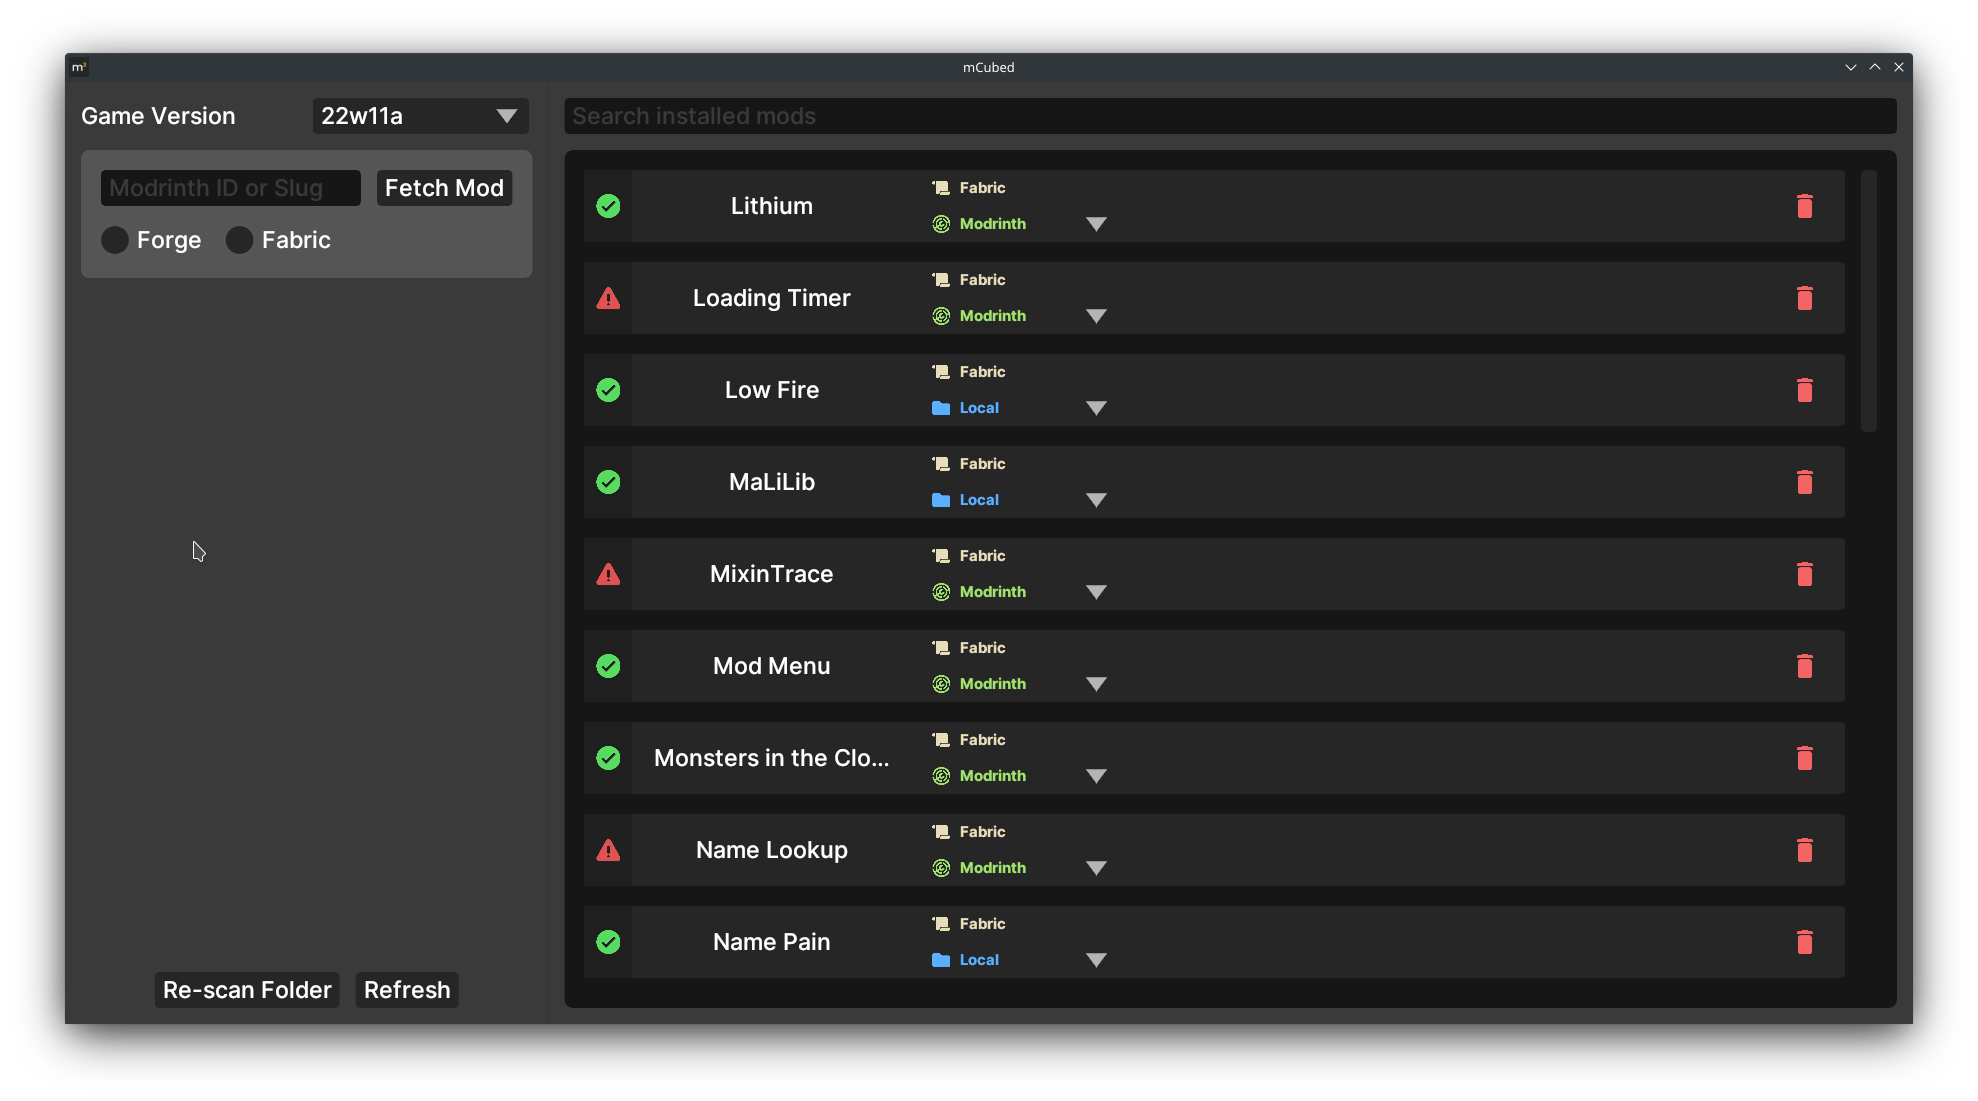 m³
mCubed
Game Version
22w11a
Modrinth ID or Slug
Fetch Mod
Forge
Fabric
Re-scan Folder
Refresh
Search installed mods
Lithium
Fabric
Modrinth
Loading Timer
Fabric
Modrinth
Low Fire
Fabric
Local
MaLiLib
Fabric
Local
MixinTrace
Fabric
Modrinth
Mod Menu
Fabric
Modrinth
Monsters in the Clo...
Fabric
Modrinth
Name Lookup
Fabric
Modrinth
Name Pain
Fabric
Local